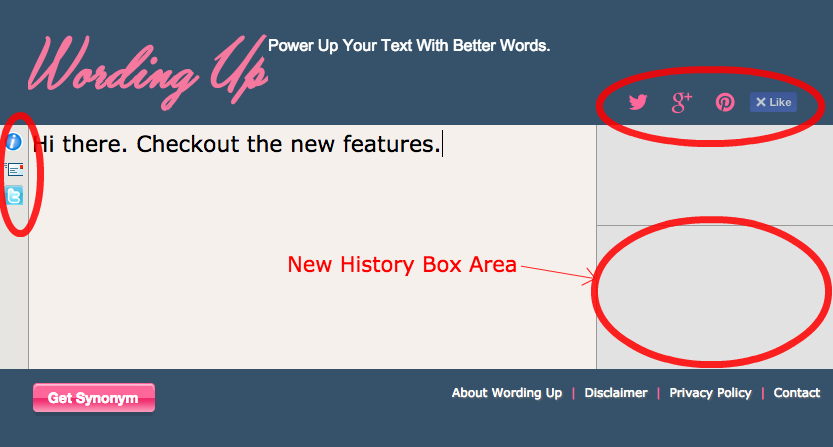 Wording Up
Power Up Your Text With Better Words.
g+
Like
Hi there. Checkout the new features.
New History Box Area
Get Synonym
About Wording Up | Disclaimer | Privacy Policy | Contact